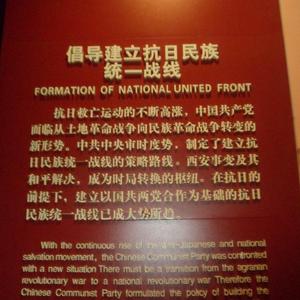 倡导建立抗日民族
统一战线
FORMATION OF NATIONAL UNITED FRONT
抗日救亡运动的不断高涨，中国共产党
面临从土地革命战争向民族革命战争转变的
新形势。中共中央审时度势，制定了建立抗
日民族统一战线的策略路线。西安事变及其
和平解决，成为时局转换的枢纽。在抗日的
前提下，建立以国共两党合作为基础的抗日
民族统一战线已成大势所趋。
With the continuous rise of the anti-Japanese and national
salvation movement, the Chinese Communist Party was confronted
with a new situation There must be a transition from the agrarian
revolutionary war to a national revolutionary war Therefore the
Chinese Communist Party formulated the policy of building the